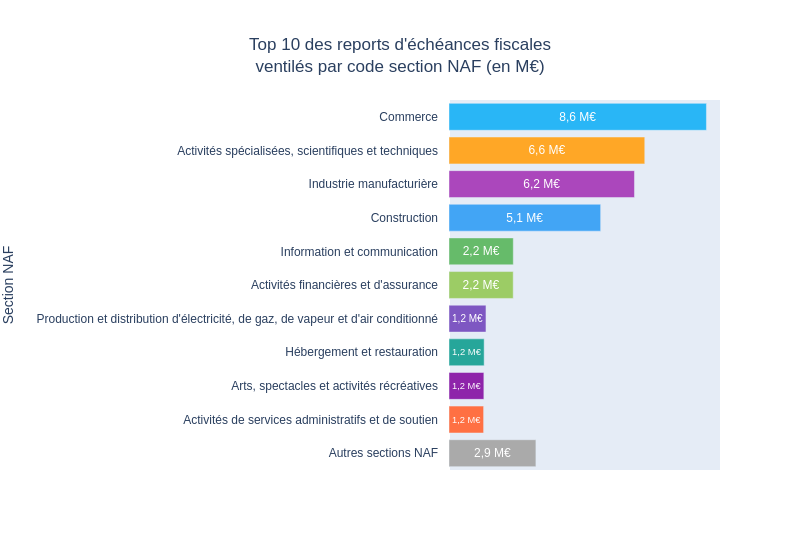 Top 10 des reports d'échéances fiscales
ventilés par code section NAF (en M€)
Section NAF
Commerce 8,6 M€
Activités spécialisées, scientifiques et techniques 6,6 M€
Industrie manufacturière 6,2 M€
Construction 5,1 M€
Information et communication 2,2 M€
Activités financières et d'assurance 2,2 M€
Production et distribution d'électricité, de gaz, de vapeur et d'air conditionné 1,2 M€
Hébergement et restauration 1,2 M€
Arts, spectacles et activités récréatives 1,2 M€
Activités de services administratifs et de soutien 1,2 M€
Autres sections NAF 2,9 M€